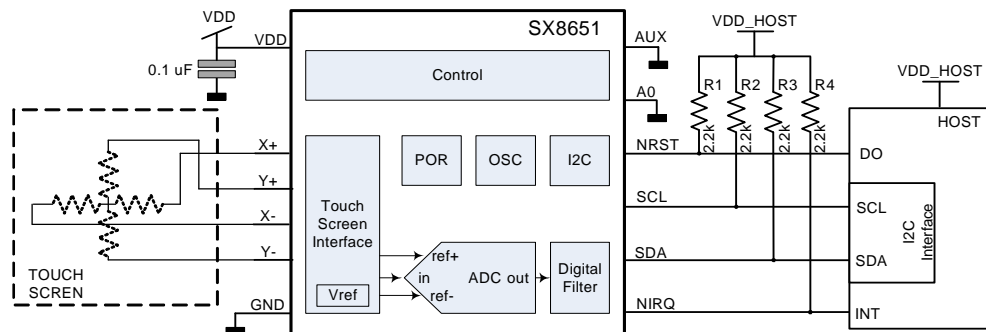 VDD
SX8651
VDD
0.1 uF
Control
AUX
A0
VDD_HOST
R1 R2 R3 R4
2.2k 2.2k 2.2k 2.2k
VDD_HOST
HOST
X+
Y+
X-
Y-
TOUCH
SCREN
GND
Touch
Screen
Interface
Vref
POR
OSC
I2C
ref+
in
ref-
ADC out
Digital
Filter
NRST
SCL
SDA
NIRQ
DO
SCL
SDA
I2C
Interface
INT